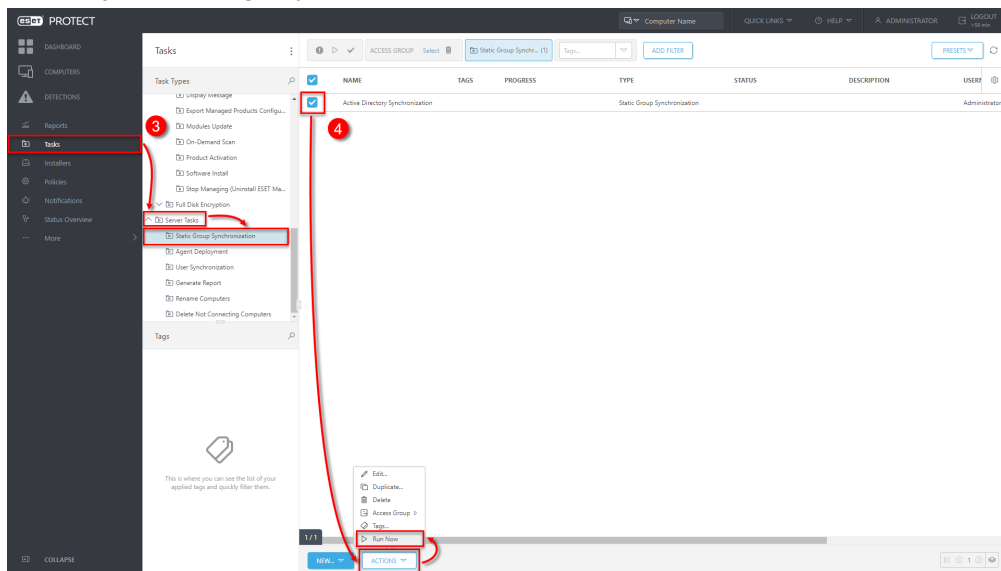 eset PROTECT
Computer Name
QUICK LINKS
HELP
ADMINISTRATOR
LOGOUT
>59 min
DASHBOARD
COMPUTERS
DETECTIONS
Reports
Tasks
Installers
Policies
Notifications
Status Overview
More
COLLAPSE
Tasks
Task Types
Display Message
Export Managed Products Configu...
Modules Update
On-Demand Scan
Product Activation
Software Install
Stop Managing (Uninstall ESET Ma...
Full Disk Encryption
Server Tasks
Static Group Synchronization
Agent Deployment
User Synchronization
Generate Report
Rename Computers
Delete Not Connecting Computers
3
Tags
This is where you can see the list of your
applied tags and quickly filter them.
ACCESS GROUP Select
Static Group Synchr... (1)
Tags...
ADD FILTER
PRESETS
NAME TAGS PROGRESS TYPE STATUS DESCRIPTION USER
Active Directory Synchronization Static Group Synchronization Administrator
4
Edit...
Duplicate...
Delete
Access Group
Tags...
Run Now
1/1
NEW...
ACTIONS
1